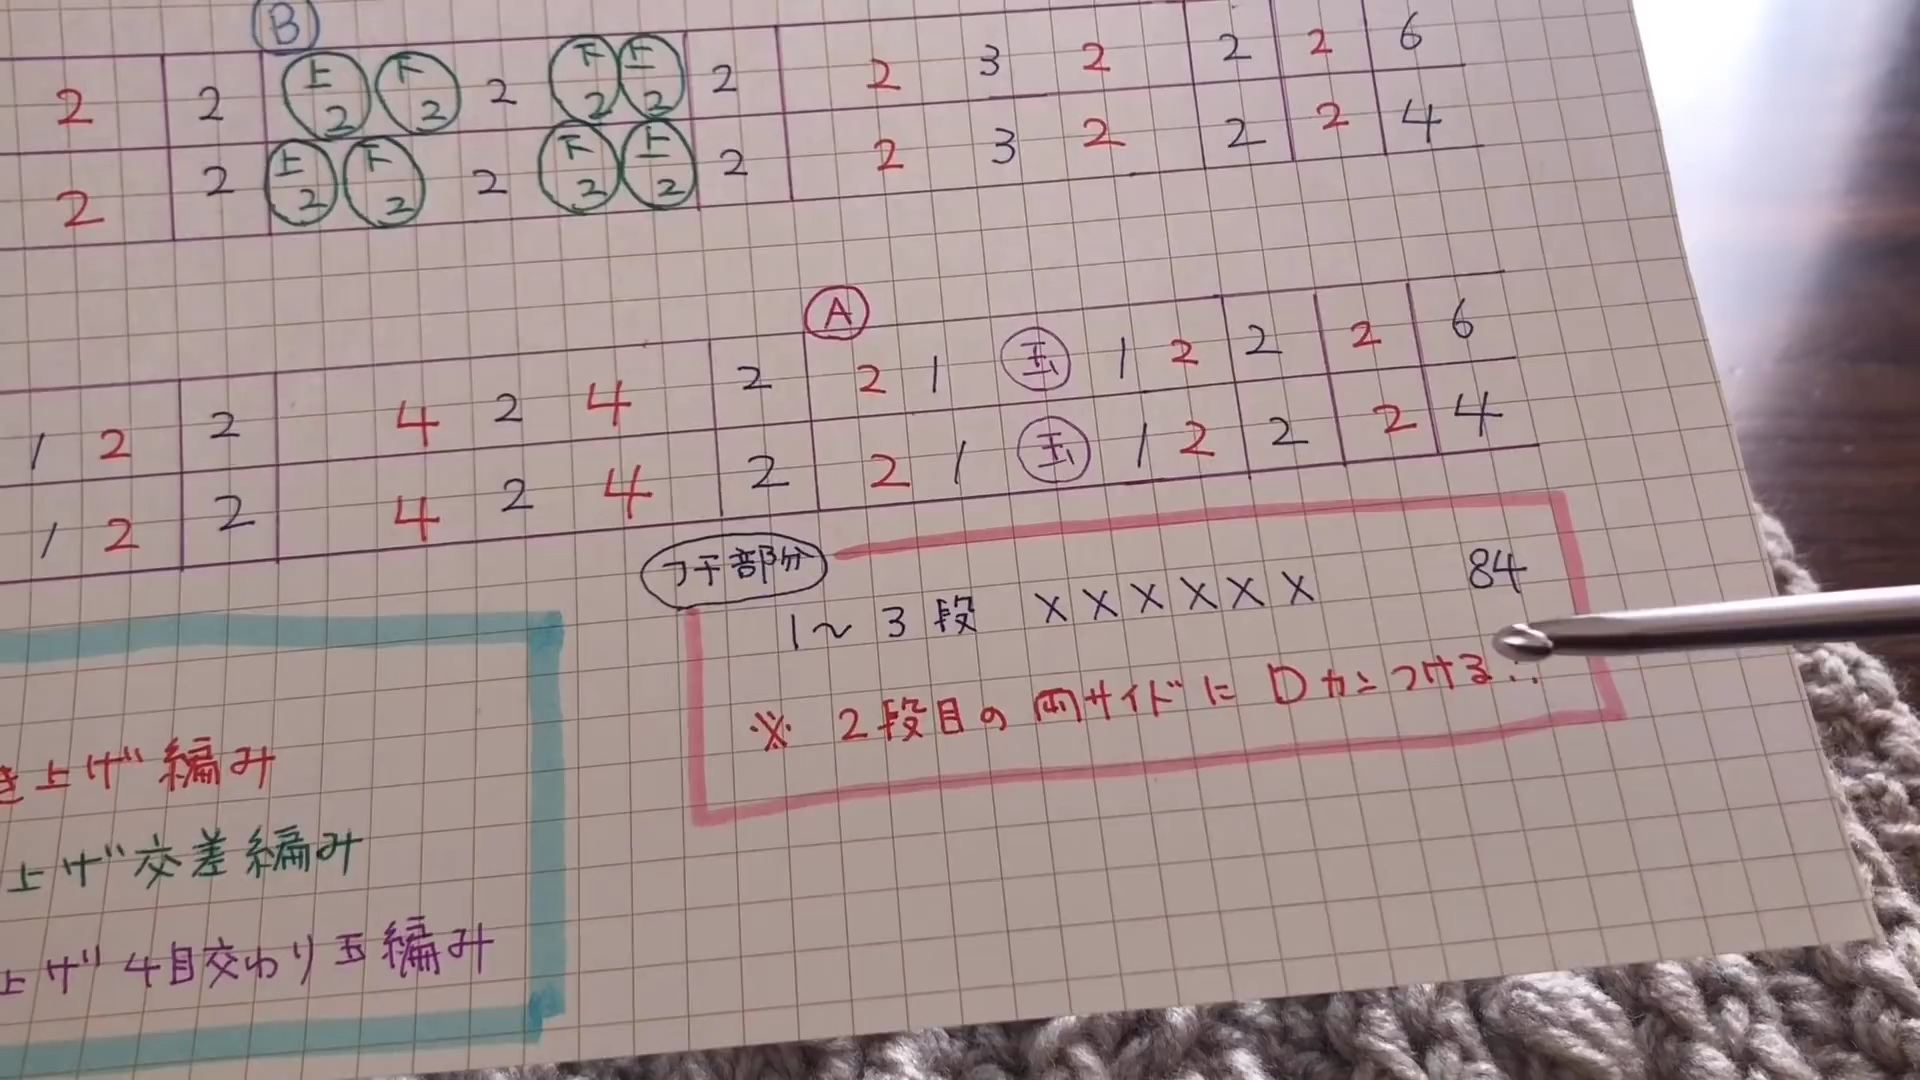 B
2 2 上2 下2 2 下2 上2 2 2 3 2 2 2 6
2 2 上2 下2 2 下2 上2 2 2 3 2 2 2 4
A
1 2 2 4 2 4 2 2 1 玉 1 2 2 2 6
1 2 2 4 2 4 2 2 1 玉 1 2 2 2 4
フチ部分
1~3段 X X X X X X 84
※ 2段目の両サイドにDカンつける..
き上げ編み
上げ交差編み
上げ4目交わり玉編み